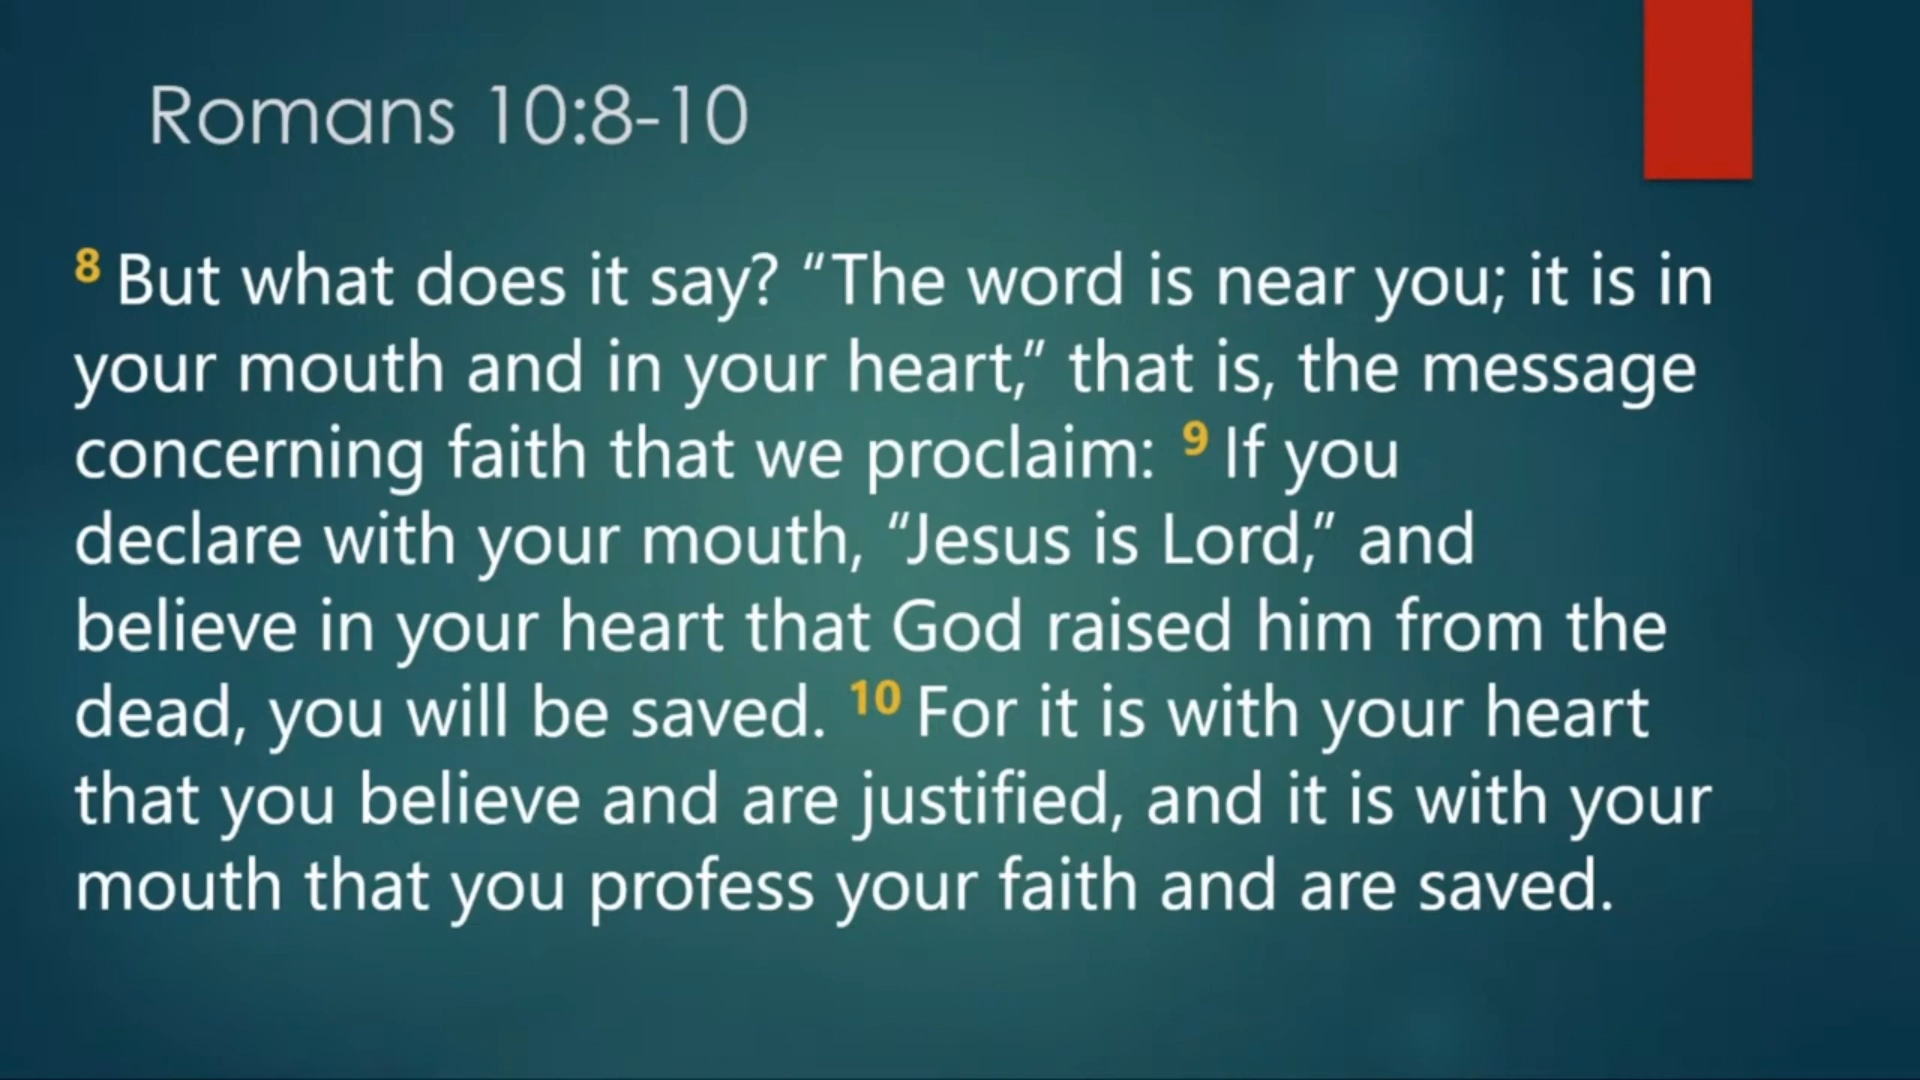 Romans 10:8-10
8 But what does it say? “The word is near you; it is in
your mouth and in your heart,” that is, the message
concerning faith that we proclaim: 9 If you
declare with your mouth, “Jesus is Lord,” and
believe in your heart that God raised him from the
dead, you will be saved. 10 For it is with your heart
that you believe and are justified, and it is with your
mouth that you profess your faith and are saved.